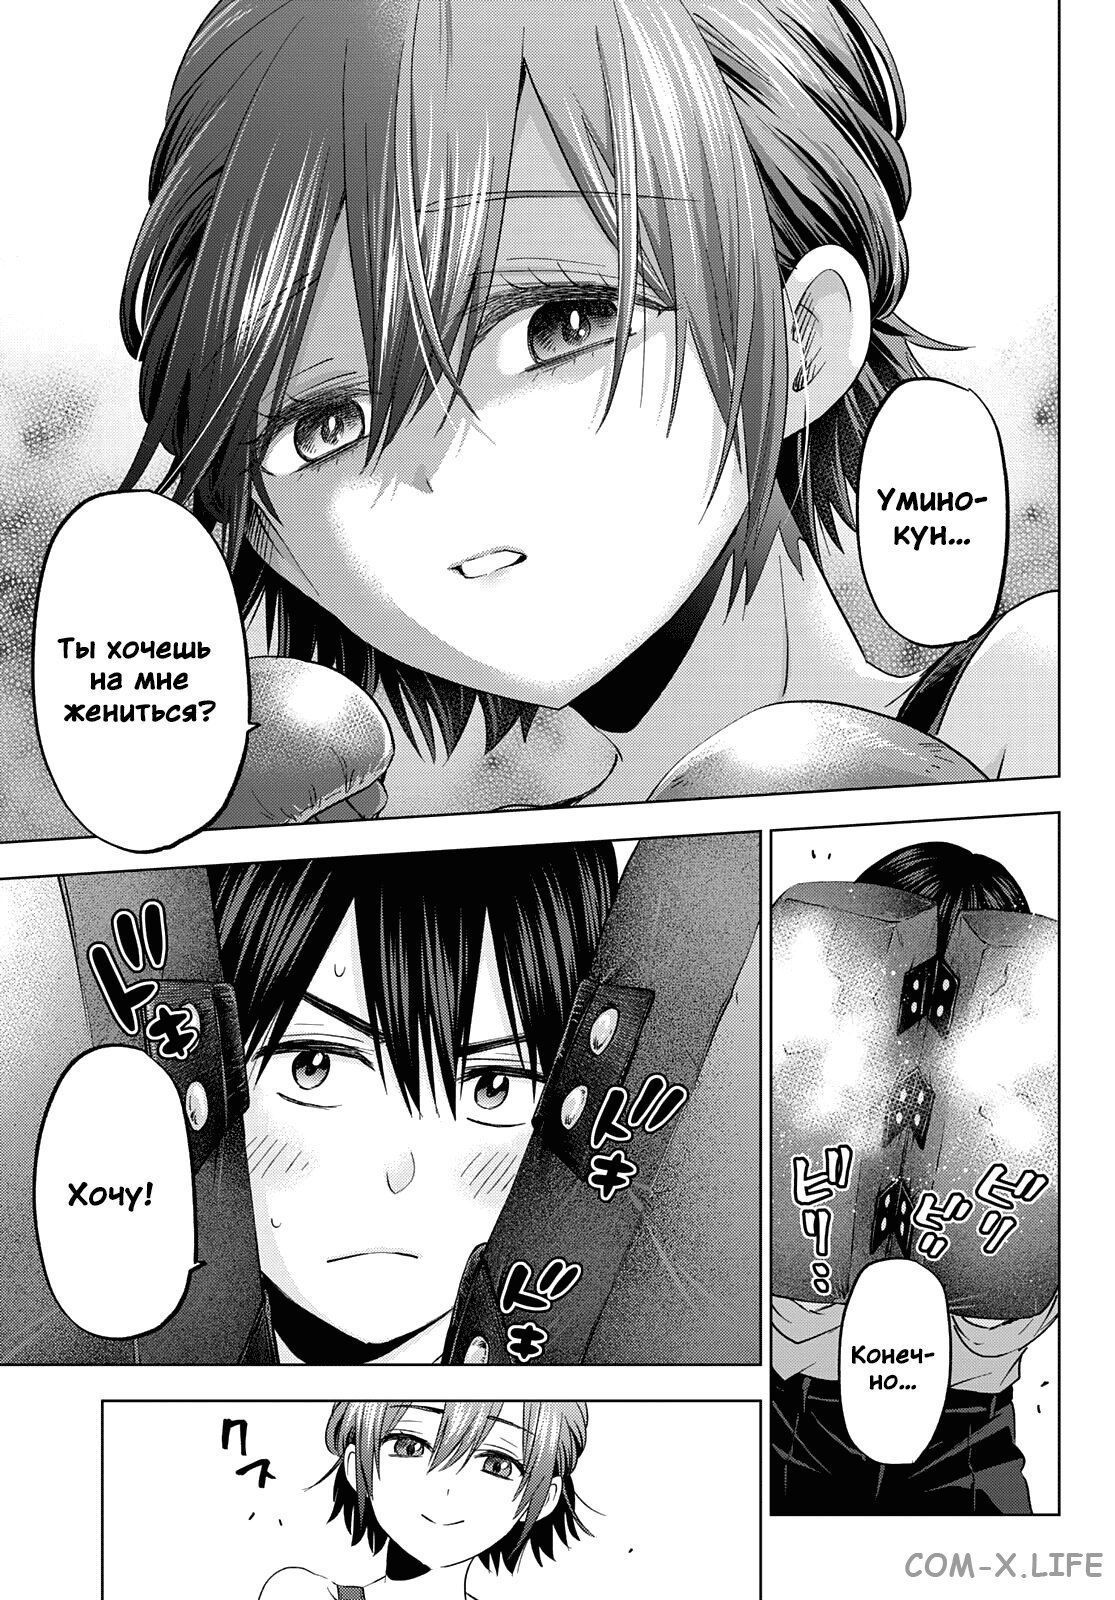 Умино-
кун...
Ты хочешь
на мне
жениться?
ビリ
ビビ
ビリ
Конеч-
но...
ドキ
ドキ
ドキ
Хочу!
クス
COM-X.LIFE